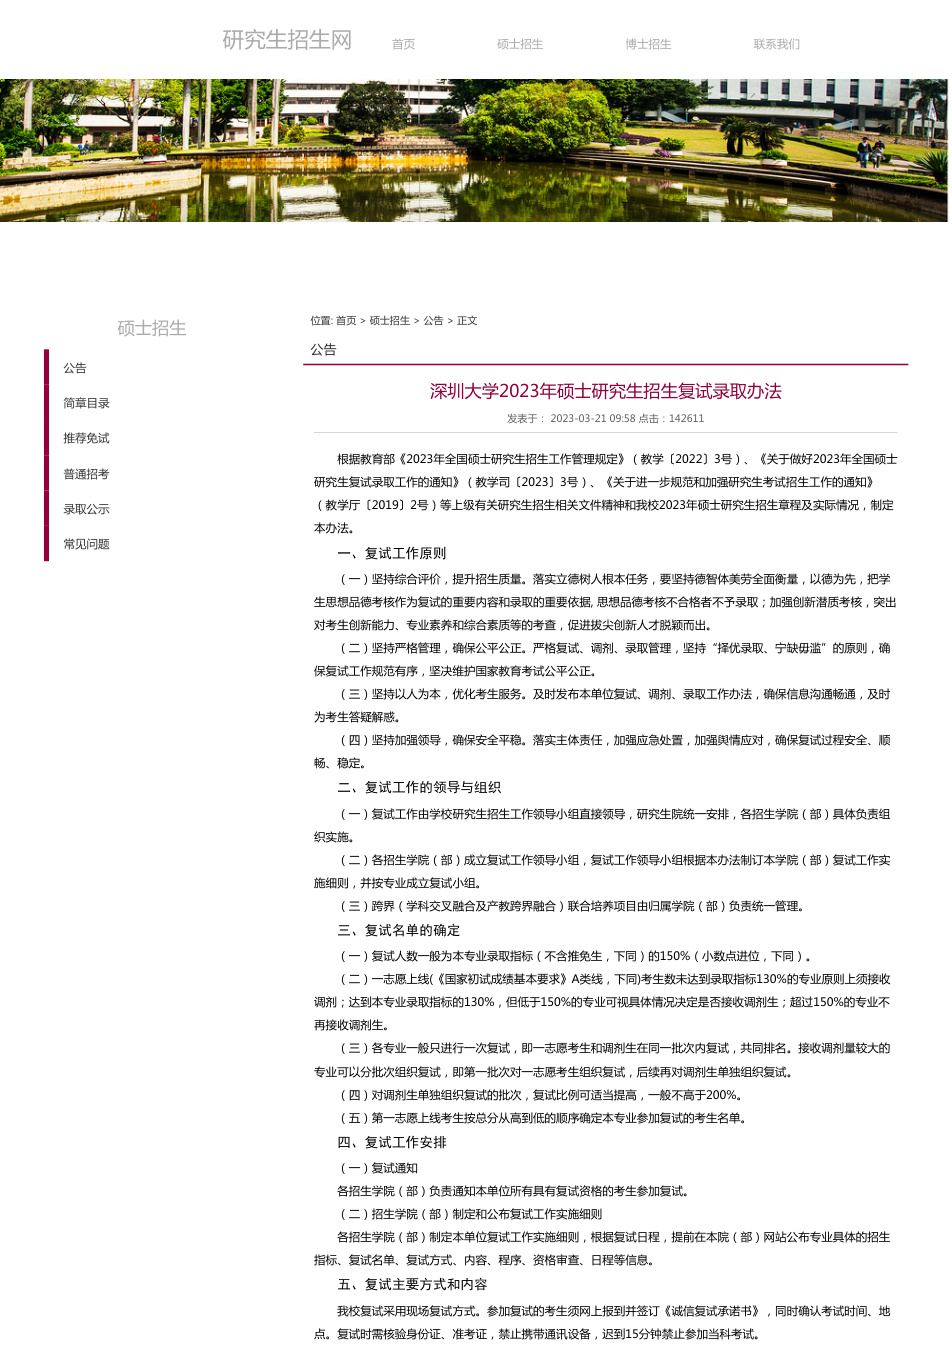 研究生招生网
首页
硕士招生
博士招生
联系我们
硕士招生
公告
简章目录
推荐免试
普通招考
录取公示
常见问题
位置: 首页 > 硕士招生 > 公告 > 正文
公告
深圳大学2023年硕士研究生招生复试录取办法
发表于： 2023-03-21 09:58 点击：142611
根据教育部《2023年全国硕士研究生招生工作管理规定》（教学〔2022〕3号）、《关于做好2023年全国硕士
研究生复试录取工作的通知》（教学司〔2023〕3号）、《关于进一步规范和加强研究生考试招生工作的通知》
（教学厅〔2019〕2号）等上级有关研究生招生相关文件精神和我校2023年硕士研究生招生章程及实际情况，制定
本办法。
一、复试工作原则
（一）坚持综合评价，提升招生质量。落实立德树人根本任务，要坚持德智体美劳全面衡量，以德为先，把学
生思想品德考核作为复试的重要内容和录取的重要依据, 思想品德考核不合格者不予录取；加强创新潜质考核，突出
对考生创新能力、专业素养和综合素质等的考查，促进拔尖创新人才脱颖而出。
（二）坚持严格管理，确保公平公正。严格复试、调剂、录取管理，坚持“择优录取、宁缺毋滥”的原则，确
保复试工作规范有序，坚决维护国家教育考试公平公正。
（三）坚持以人为本，优化考生服务。及时发布本单位复试、调剂、录取工作办法，确保信息沟通畅通，及时
为考生答疑解惑。
（四）坚持加强领导，确保安全平稳。落实主体责任，加强应急处置，加强舆情应对，确保复试过程安全、顺
畅、稳定。
二、复试工作的领导与组织
（一）复试工作由学校研究生招生工作领导小组直接领导，研究生院统一安排，各招生学院（部）具体负责组
织实施。
（二）各招生学院（部）成立复试工作领导小组，复试工作领导小组根据本办法制订本学院（部）复试工作实
施细则，并按专业成立复试小组。
（三）跨界（学科交叉融合及产教跨界融合）联合培养项目由归属学院（部）负责统一管理。
三、复试名单的确定
（一）复试人数一般为本专业录取指标（不含推免生，下同）的150%（小数点进位，下同）。
（二）一志愿上线(《国家初试成绩基本要求》A类线，下同)考生数未达到录取指标130%的专业原则上须接收
调剂；达到本专业录取指标的130%，但低于150%的专业可视具体情况决定是否接收调剂生；超过150%的专业不
再接收调剂生。
（三）各专业一般只进行一次复试，即一志愿考生和调剂生在同一批次内复试，共同排名。接收调剂量较大的
专业可以分批次组织复试，即第一批次对一志愿考生组织复试，后续再对调剂生单独组织复试。
（四）对调剂生单独组织复试的批次，复试比例可适当提高，一般不高于200%。
（五）第一志愿上线考生按总分从高到低的顺序确定本专业参加复试的考生名单。
四、复试工作安排
（一）复试通知
各招生学院（部）负责通知本单位所有具有复试资格的考生参加复试。
（二）招生学院（部）制定和公布复试工作实施细则
各招生学院（部）制定本单位复试工作实施细则，根据复试日程，提前在本院（部）网站公布专业具体的招生
指标、复试名单、复试方式、内容、程序、资格审查、日程等信息。
五、复试主要方式和内容
我校复试采用现场复试方式。参加复试的考生须网上报到并签订《诚信复试承诺书》，同时确认考试时间、地
点。复试时需核验身份证、准考证，禁止携带通讯设备，迟到15分钟禁止参加当科考试。